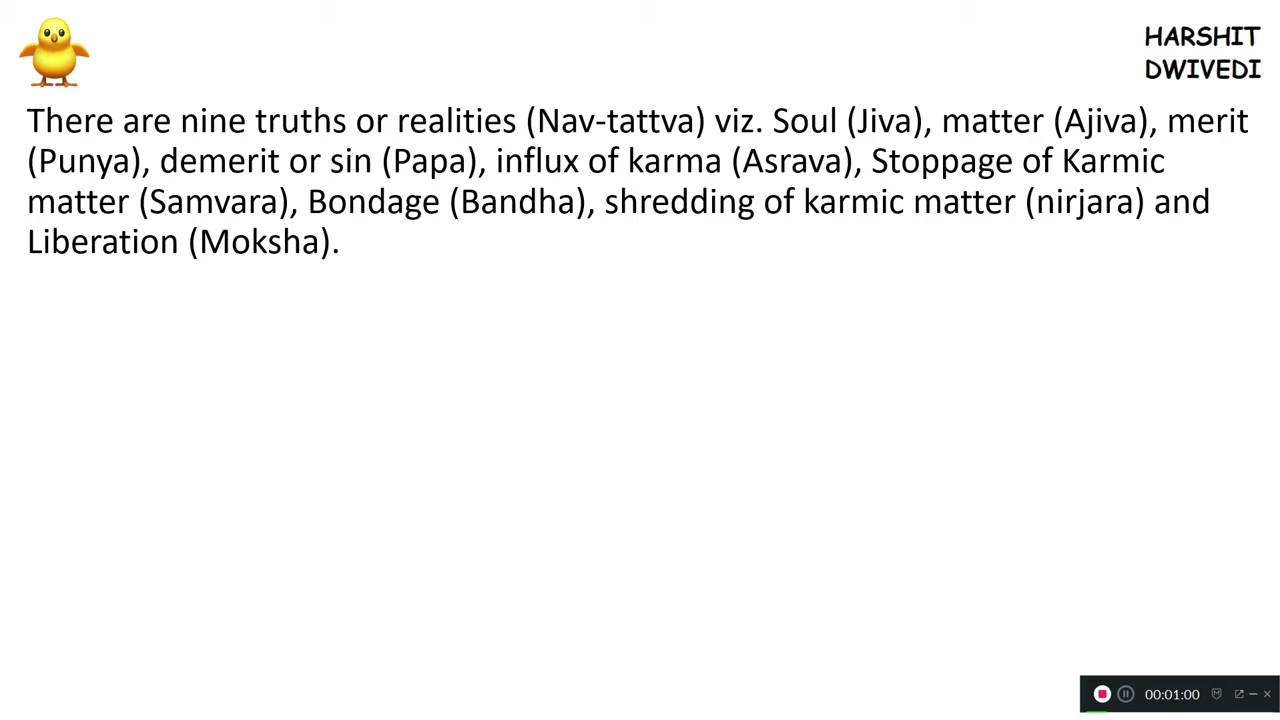 HARSHIT
DWIVEDI
There are nine truths or realities (Nav-tattva) viz. Soul (Jiva), matter (Ajiva), merit
(Punya), demerit or sin (Papa), influx of karma (Asrava), Stoppage of Karmic
matter (Samvara), Bondage (Bandha), shredding of karmic matter (nirjara) and
Liberation (Moksha).
00:01:00